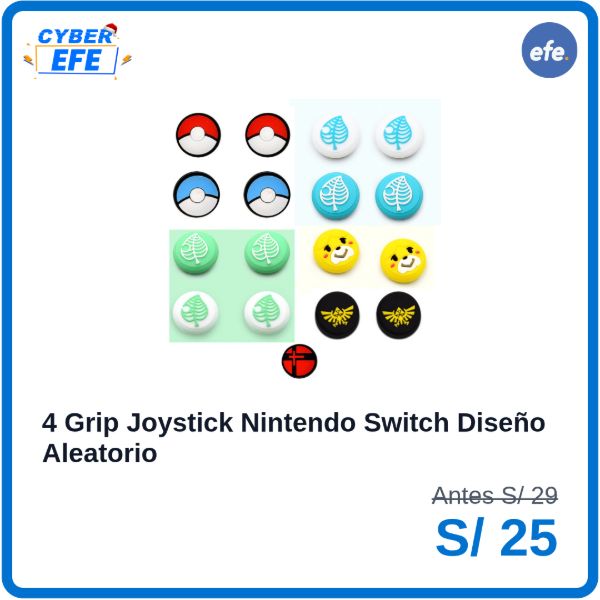 CYBER
EFE
efe.
4 Grip Joystick Nintendo Switch Diseño
Aleatorio
Antes S/ 29
S/ 25